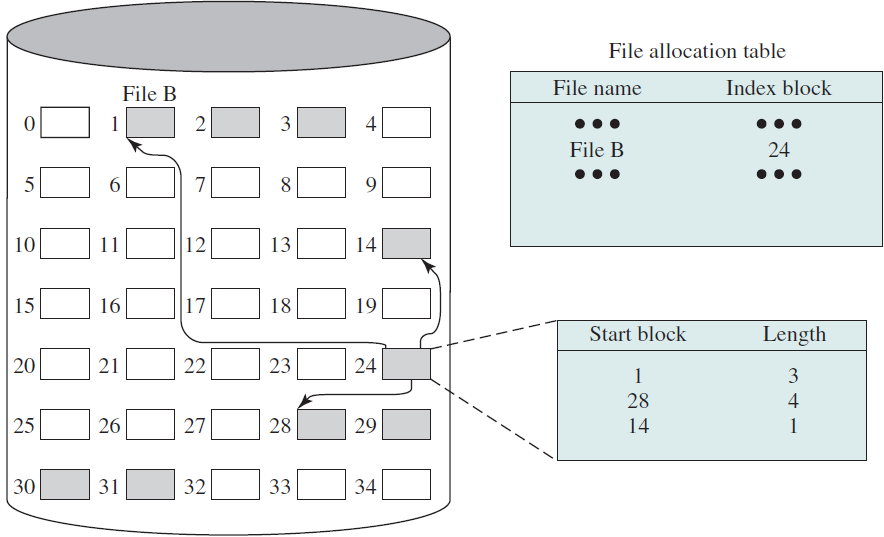 File B
0 1 2 3 4
5 6 7 8 9
10 11 12 13 14
15 16 17 18 19
20 21 22 23 24
25 26 27 28 29
30 31 32 33 34
File allocation table
File name Index block
••• •••
File B 24
••• •••
Start block Length
1 3
28 4
14 1